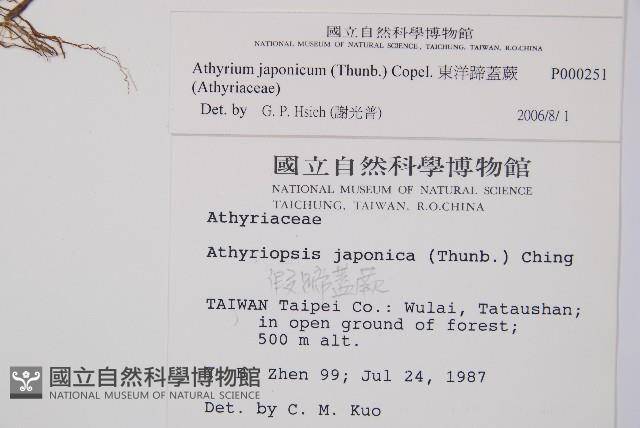 國立自然科學博物館
NATIONAL MUSEUM OF NATURAL SCIENCE, TAICHUNG, TAIWAN, R.O.CHINA
Athyrium japonicum (Thunb.) Copel. 東洋蹄蓋蕨 P000251
(Athyriaceae)
Det. by G. P. Hsieh (謝光普) 2006/8/1
國立自然科學博物館
NATIONAL MUSEUM OF NATURAL SCIENCE
TAICHUNG, TAIWAN, R.O.CHINA
Athyriaceae
Athyriopsis japonica (Thunb.) Ching
假蹄蓋蕨
TAIWAN Taipei Co.: Wulai, Tataushan;
in open ground of forest;
500 m alt.
Zhen 99; Jul 24, 1987
Det. by C. M. Kuo
國立自然科學博物館
NATIONAL MUSEUM OF NATURAL SCIENCE